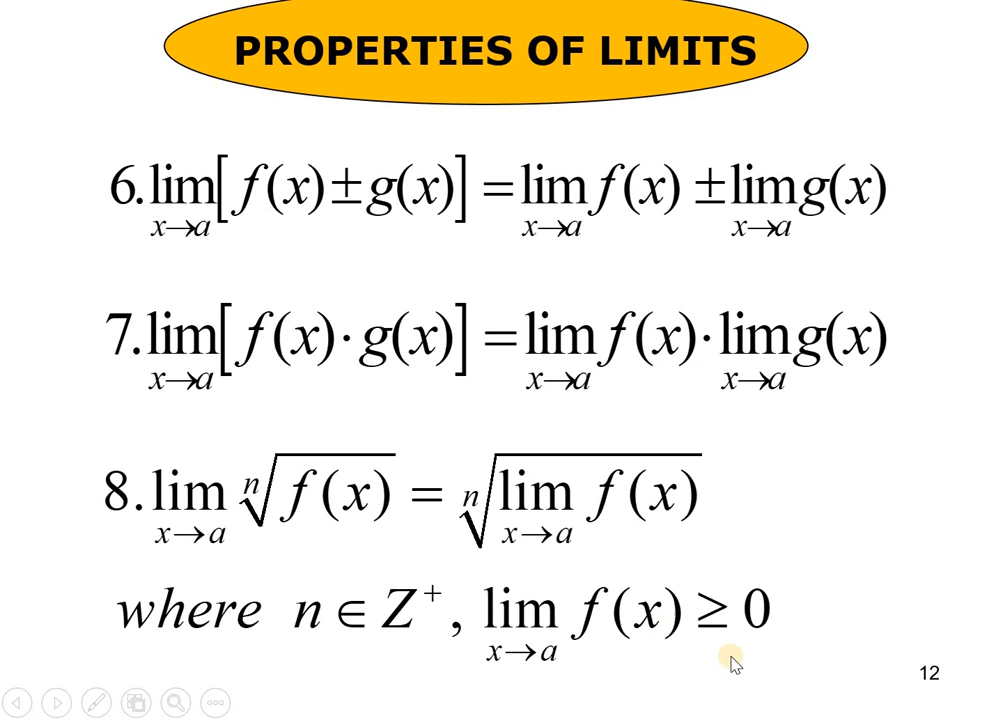 PROPERTIES OF LIMITS
6. lim_{x→a} [f(x) ± g(x)] = lim_{x→a} f(x) ± lim_{x→a} g(x)
7. lim_{x→a} [f(x) · g(x)] = lim_{x→a} f(x) · lim_{x→a} g(x)
8. lim_{x→a} ⁿ√(f(x)) = ⁿ√(lim_{x→a} f(x))
where n ∈ Z⁺, lim_{x→a} f(x) ≥ 0
12